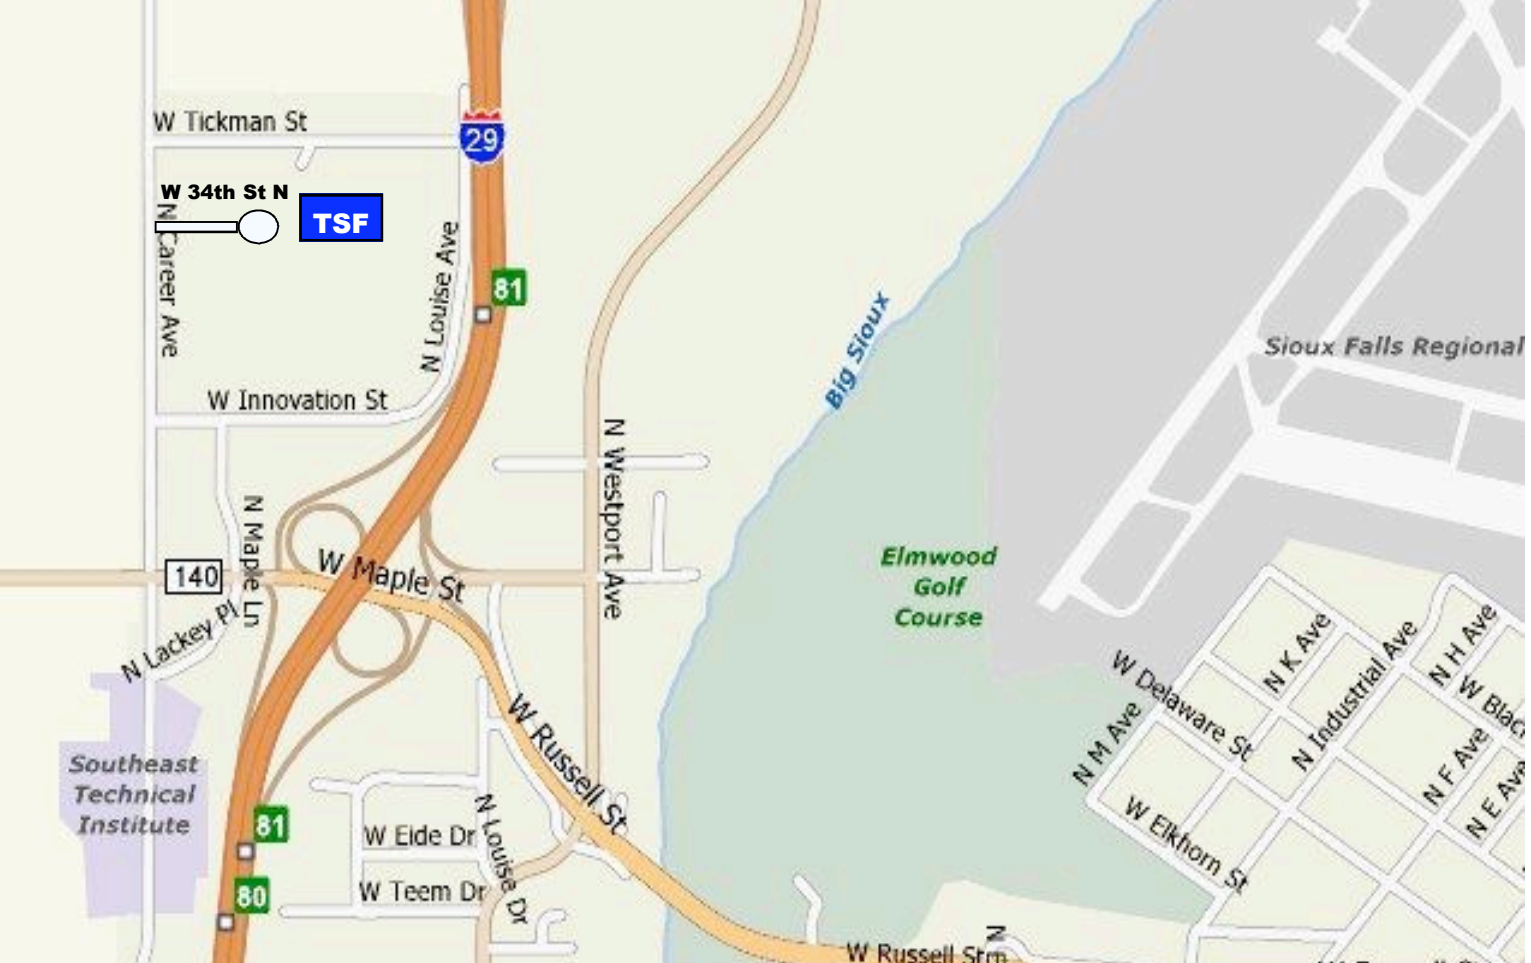 W Tickman St
29
W 34th St N
TSF
N Career Ave
N Louise Ave
81
Big Sioux
Sioux Falls Regional
W Innovation St
N Westport Ave
N Maple Ln
W Maple St
140
Elmwood
Golf
Course
N Lackey Pl
W Delaware St
N K Ave
N Industrial Ave
N H Ave
N M Ave
W Russell St
N F Ave
N E Ave
Southeast
Technical
Institute
81
W Eide Dr
N Louise Dr
W Elkhorn St
80
W Teem Dr
W Russell St
N